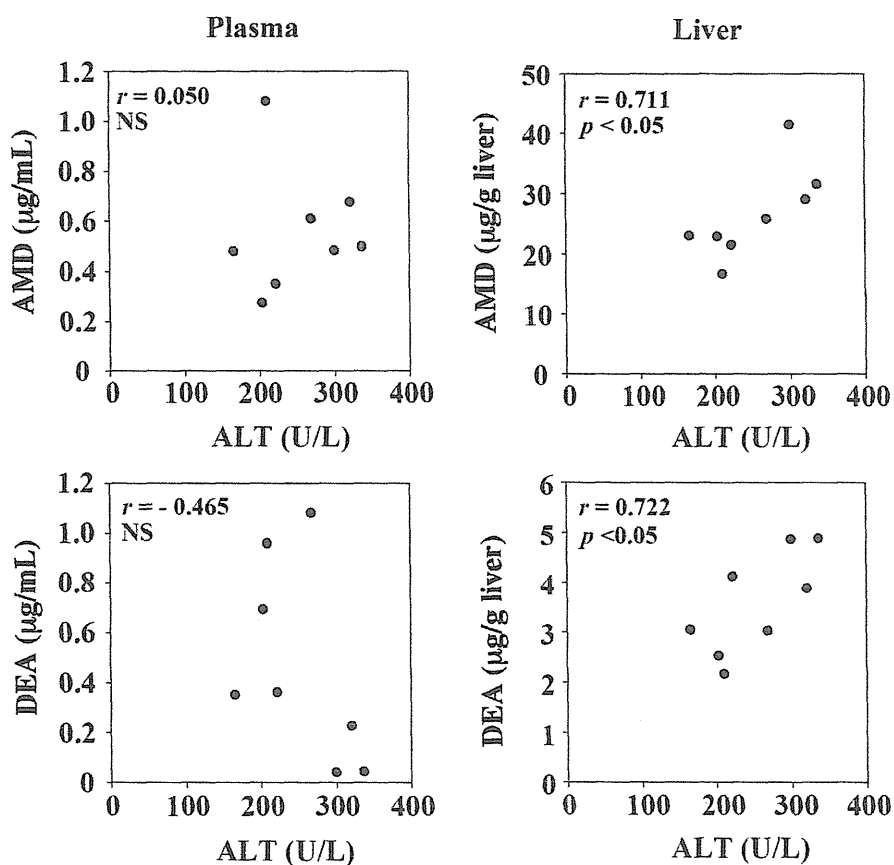 Plasma
Liver
r = 0.050
NS
AMD (μg/mL)
1.2
1.0
0.8
0.6
0.4
0.2
0
0 100 200 300 400
ALT (U/L)
r = 0.711
p < 0.05
AMD (μg/g liver)
50
40
30
20
10
0
0 100 200 300 400
ALT (U/L)
r = - 0.465
NS
DEA (μg/mL)
1.2
1.0
0.8
0.6
0.4
0.2
0
0 100 200 300 400
ALT (U/L)
r = 0.722
p <0.05
DEA (μg/g liver)
6
5
4
3
2
1
0
0 100 200 300 400
ALT (U/L)